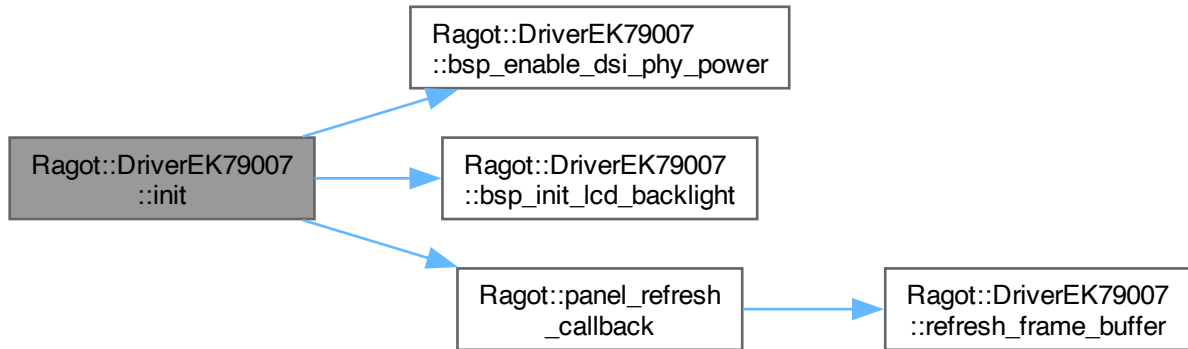 Ragot::DriverEK79007
::bsp_enable_dsi_phy_power
Ragot::DriverEK79007
::init
Ragot::DriverEK79007
::bsp_init_lcd_backlight
Ragot::panel_refresh
_callback
Ragot::DriverEK79007
::refresh_frame_buffer